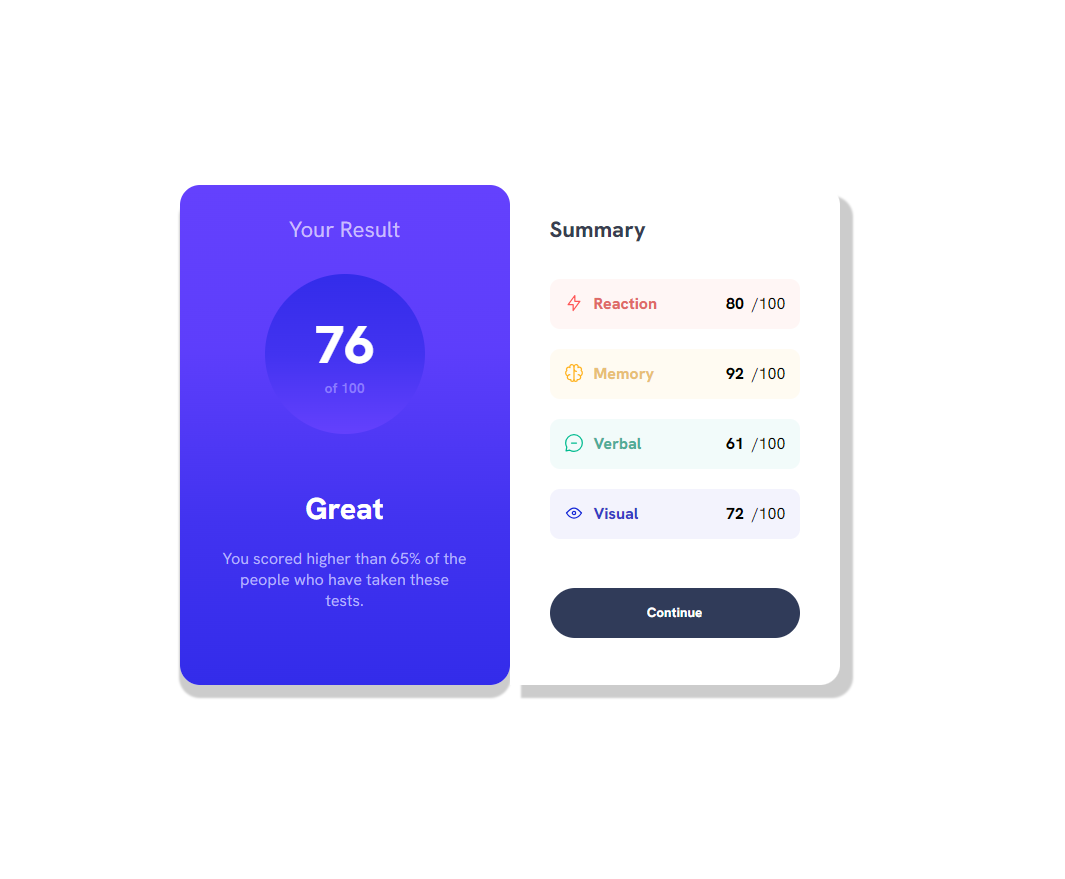 Your Result
76
of 100
Great
You scored higher than 65% of the
people who have taken these
tests.
Summary
Reaction 80 /100
Memory 92 /100
Verbal 61 /100
Visual 72 /100
Continue